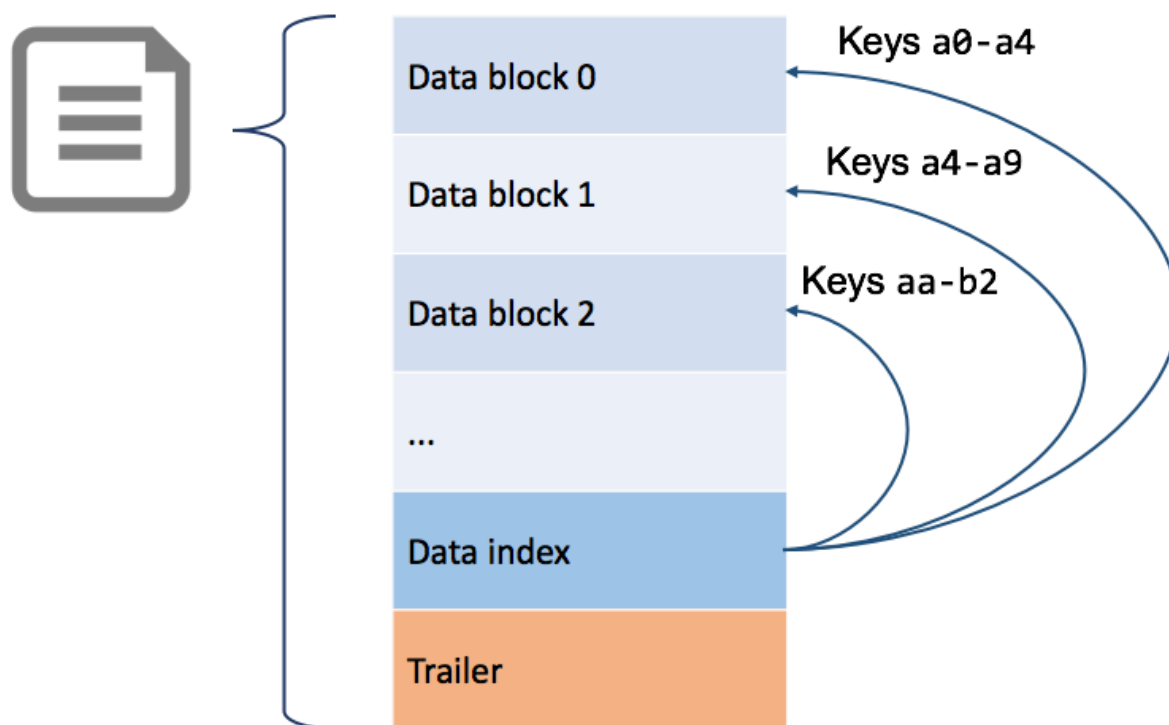 Keys a0-a4
Data block 0
Keys a4-a9
Data block 1
Keys aa-b2
Data block 2
...
Data index
Trailer